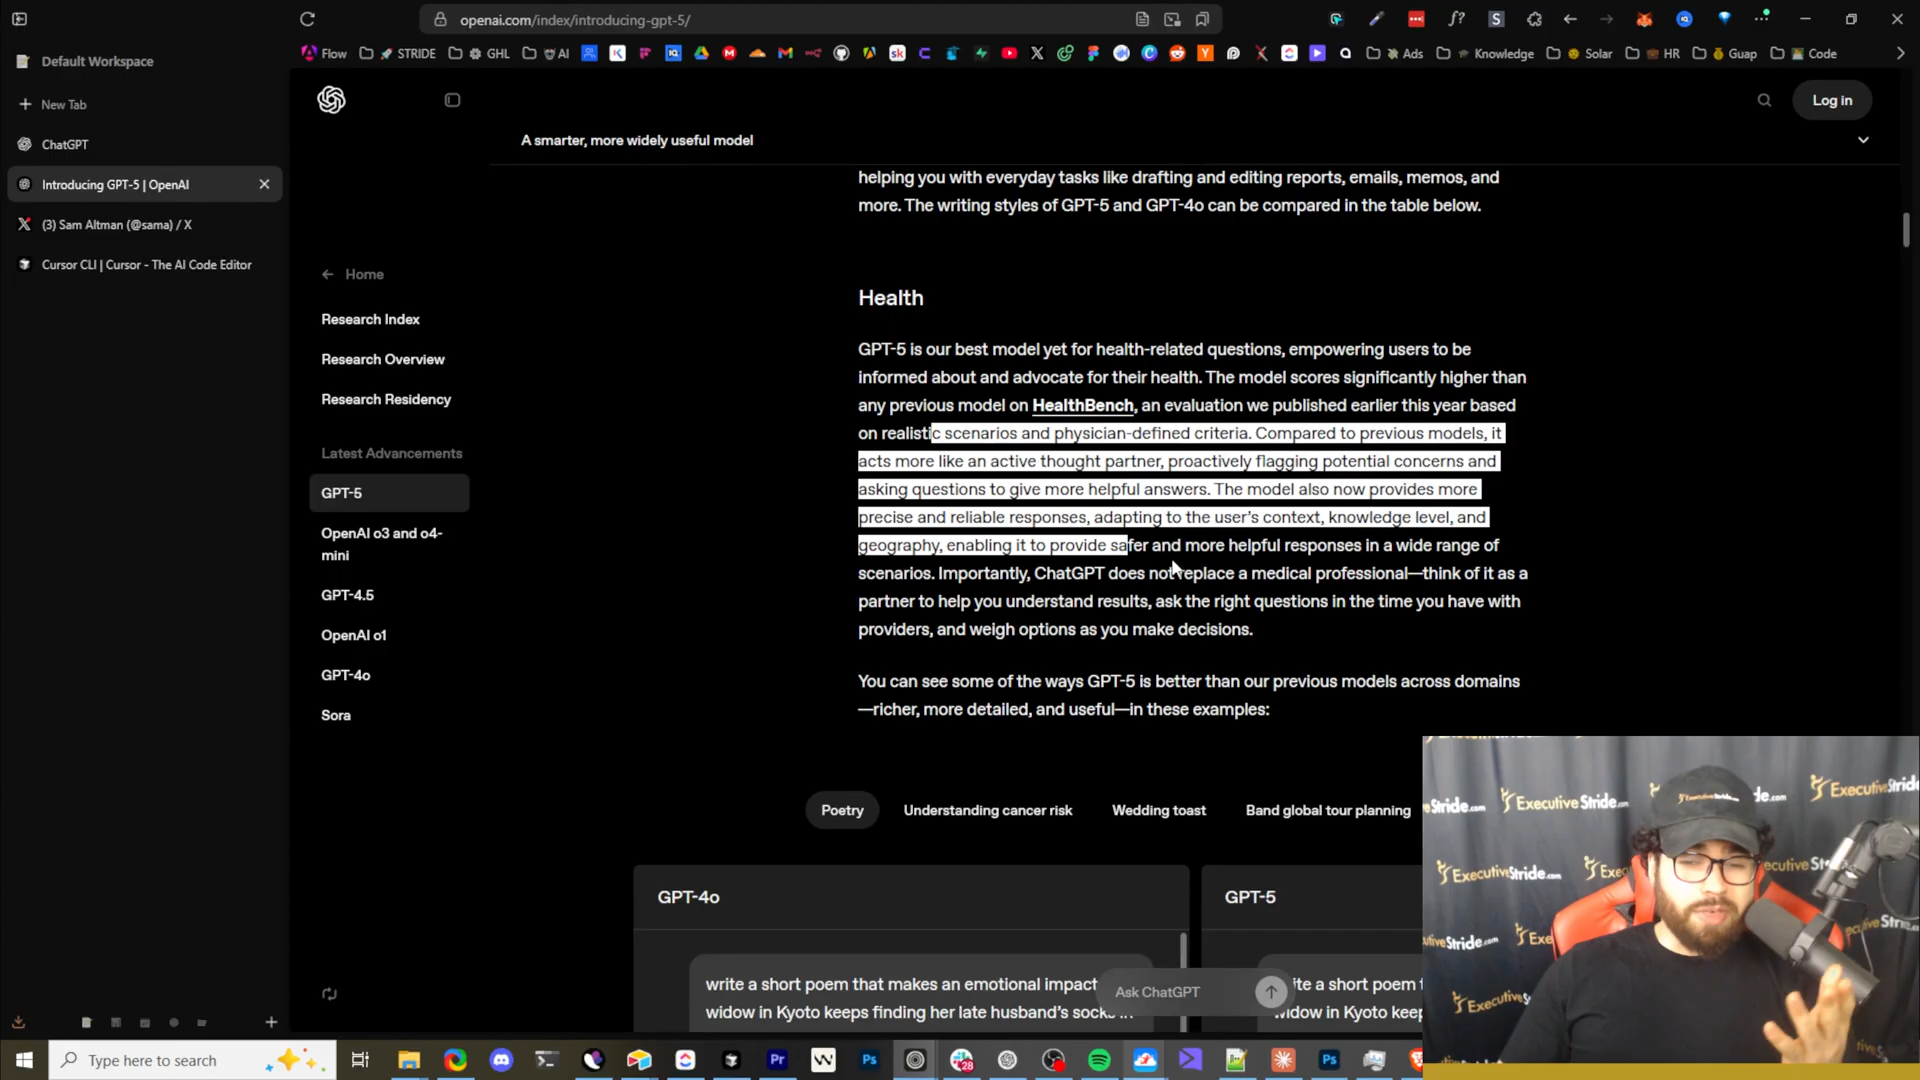 openai.com/index/introducing-gpt-5/
Default Workspace
New Tab
ChatGPT
Introducing GPT-5 | OpenAI
(3) Sam Altman (@sama) / X
Cursor CLI | Cursor - The AI Code Editor
Flow
STRIDE
GHL
AI
Ads
Knowledge
Solar
HR
Guap
Code
Log in
A smarter, more widely useful model
Home
Research Index
Research Overview
Research Residency
Latest Advancements
GPT-5
OpenAI o3 and o4-
mini
GPT-4.5
OpenAI o1
GPT-4o
Sora
helping you with everyday tasks like drafting and editing reports, emails, memos, and
more. The writing styles of GPT-5 and GPT-4o can be compared in the table below.
Health
GPT-5 is our best model yet for health-related questions, empowering users to be
informed about and advocate for their health. The model scores significantly higher than
any previous model on HealthBench, an evaluation we published earlier this year based
on realistic scenarios and physician-defined criteria. Compared to previous models, it
acts more like an active thought partner, proactively flagging potential concerns and
asking questions to give more helpful answers. The model also now provides more
precise and reliable responses, adapting to the user's context, knowledge level, and
geography, enabling it to provide safer and more helpful responses in a wide range of
scenarios. Importantly, ChatGPT does not replace a medical professional—think of it as a
partner to help you understand results, ask the right questions in the time you have with
providers, and weigh options as you make decisions.
You can see some of the ways GPT-5 is better than our previous models across domains
—richer, more detailed, and useful—in these examples:
Poetry
Understanding cancer risk
Wedding toast
Band global tour planning
GPT-4o
GPT-5
write a short poem that makes an emotional impact
widow in Kyoto keeps finding her late husband's socks in
ite a short poem
widow in Kyoto keep
Ask ChatGPT
ExecutiveStride.com
ExecutiveStride.com
Type here to search
28